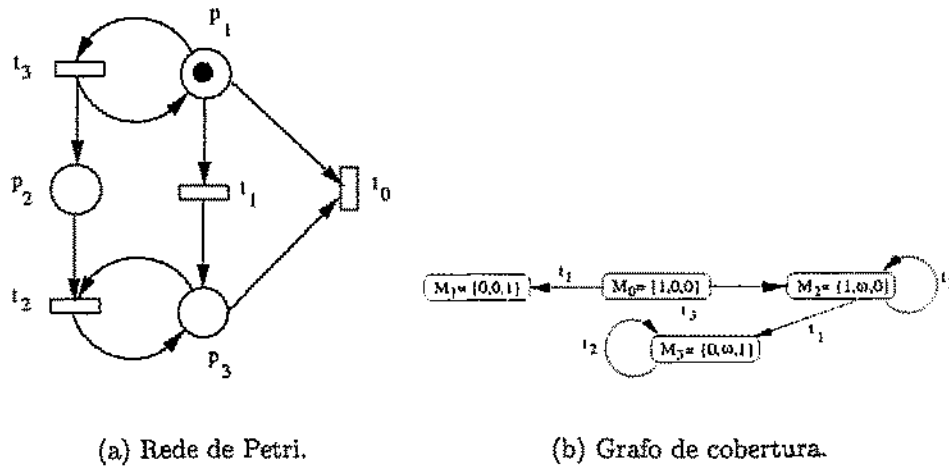 p1
t3
p2
t1
t0
t2
p3
t1
M1= {0,0,1}
M0= {1,0,0}
t3
M2= {1,ω,0}
t1
t2
M3= {0,ω,1}
(a) Rede de Petri.
(b) Grafo de cobertura.